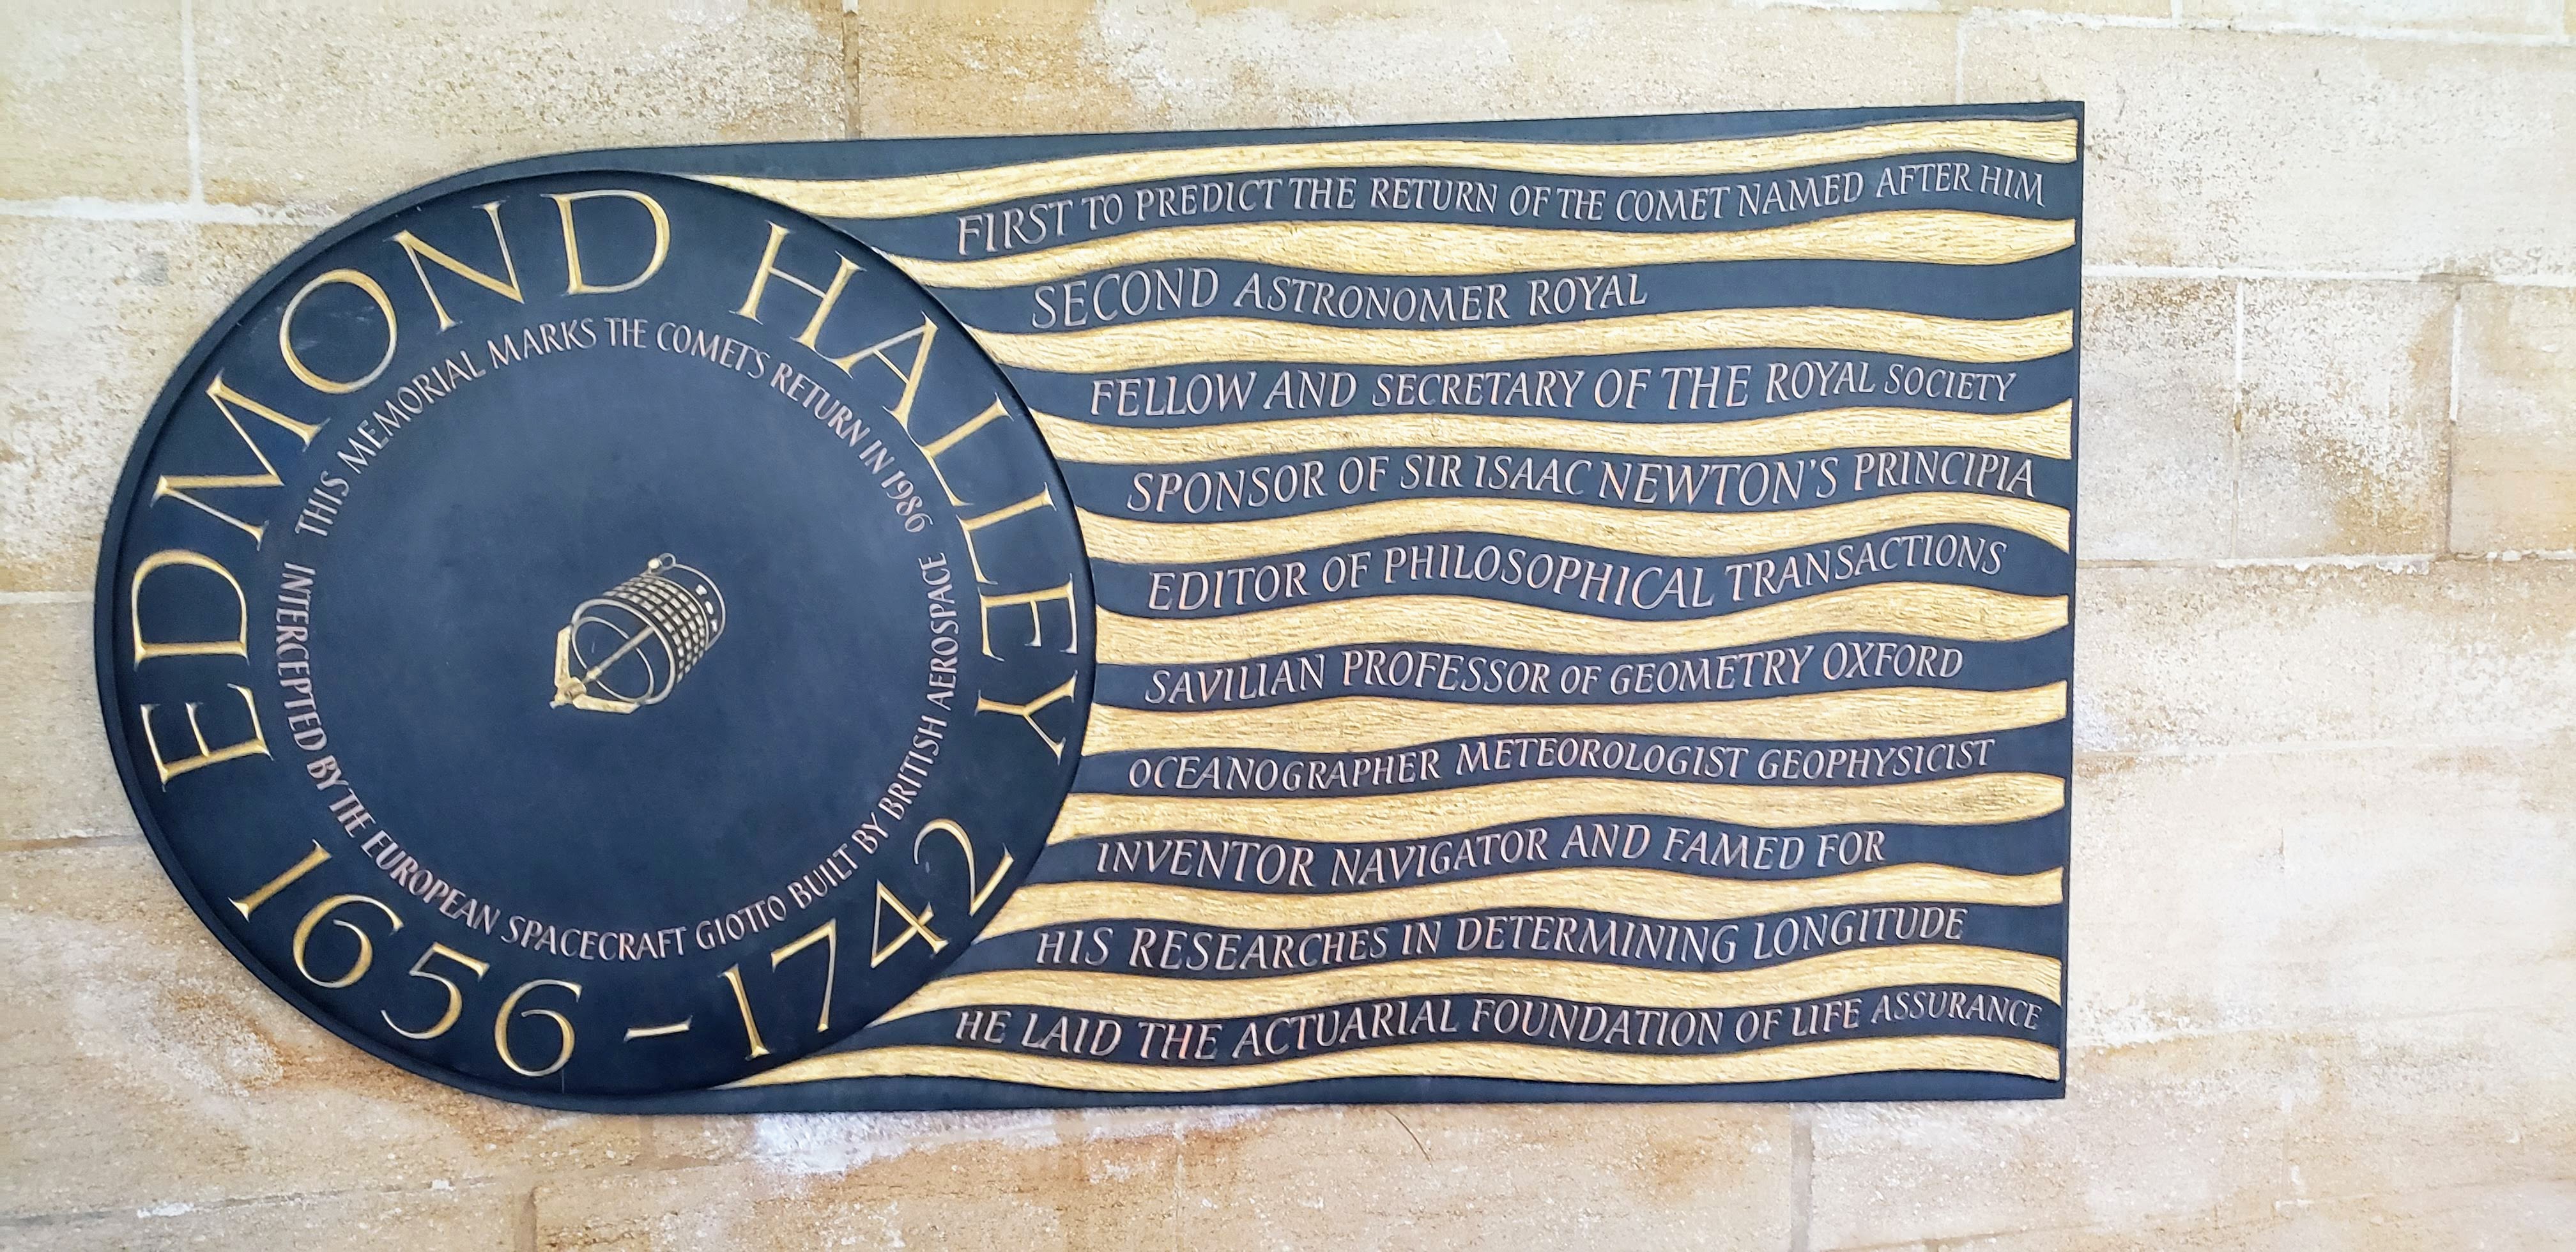 EDMOND HALLEY
1656-1742
THIS MEMORIAL MARKS THE COMET'S RETURN IN 1986
INTERCEPTED BY THE EUROPEAN SPACECRAFT GIOTTO BUILT BY BRITISH AEROSPACE
FIRST TO PREDICT THE RETURN OF THE COMET NAMED AFTER HIM
SECOND ASTRONOMER ROYAL
FELLOW AND SECRETARY OF THE ROYAL SOCIETY
SPONSOR OF SIR ISAAC NEWTON'S PRINCIPIA
EDITOR OF PHILOSOPHICAL TRANSACTIONS
SAVILIAN PROFESSOR OF GEOMETRY OXFORD
OCEANOGRAPHER METEOROLOGIST GEOPHYSICIST
INVENTOR NAVIGATOR AND FAMED FOR
HIS RESEARCHES IN DETERMINING LONGITUDE
HE LAID THE ACTUARIAL FOUNDATION OF LIFE ASSURANCE